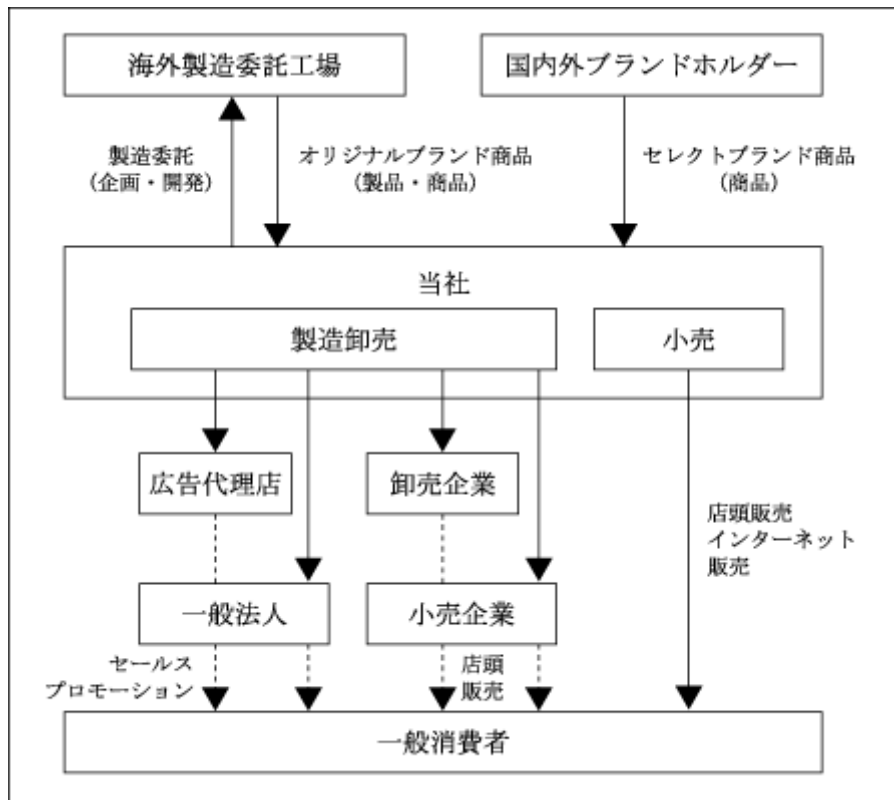 海外製造委託工場
国内外ブランドホルダー
製造委託
(企画・開発)
オリジナルブランド商品
(製品・商品)
セレクトブランド商品
(商品)
当社
製造卸売
小売
広告代理店
卸売企業
店頭販売
インターネット
販売
一般法人
小売企業
セールス
プロモーション
店頭
販売
一般消費者